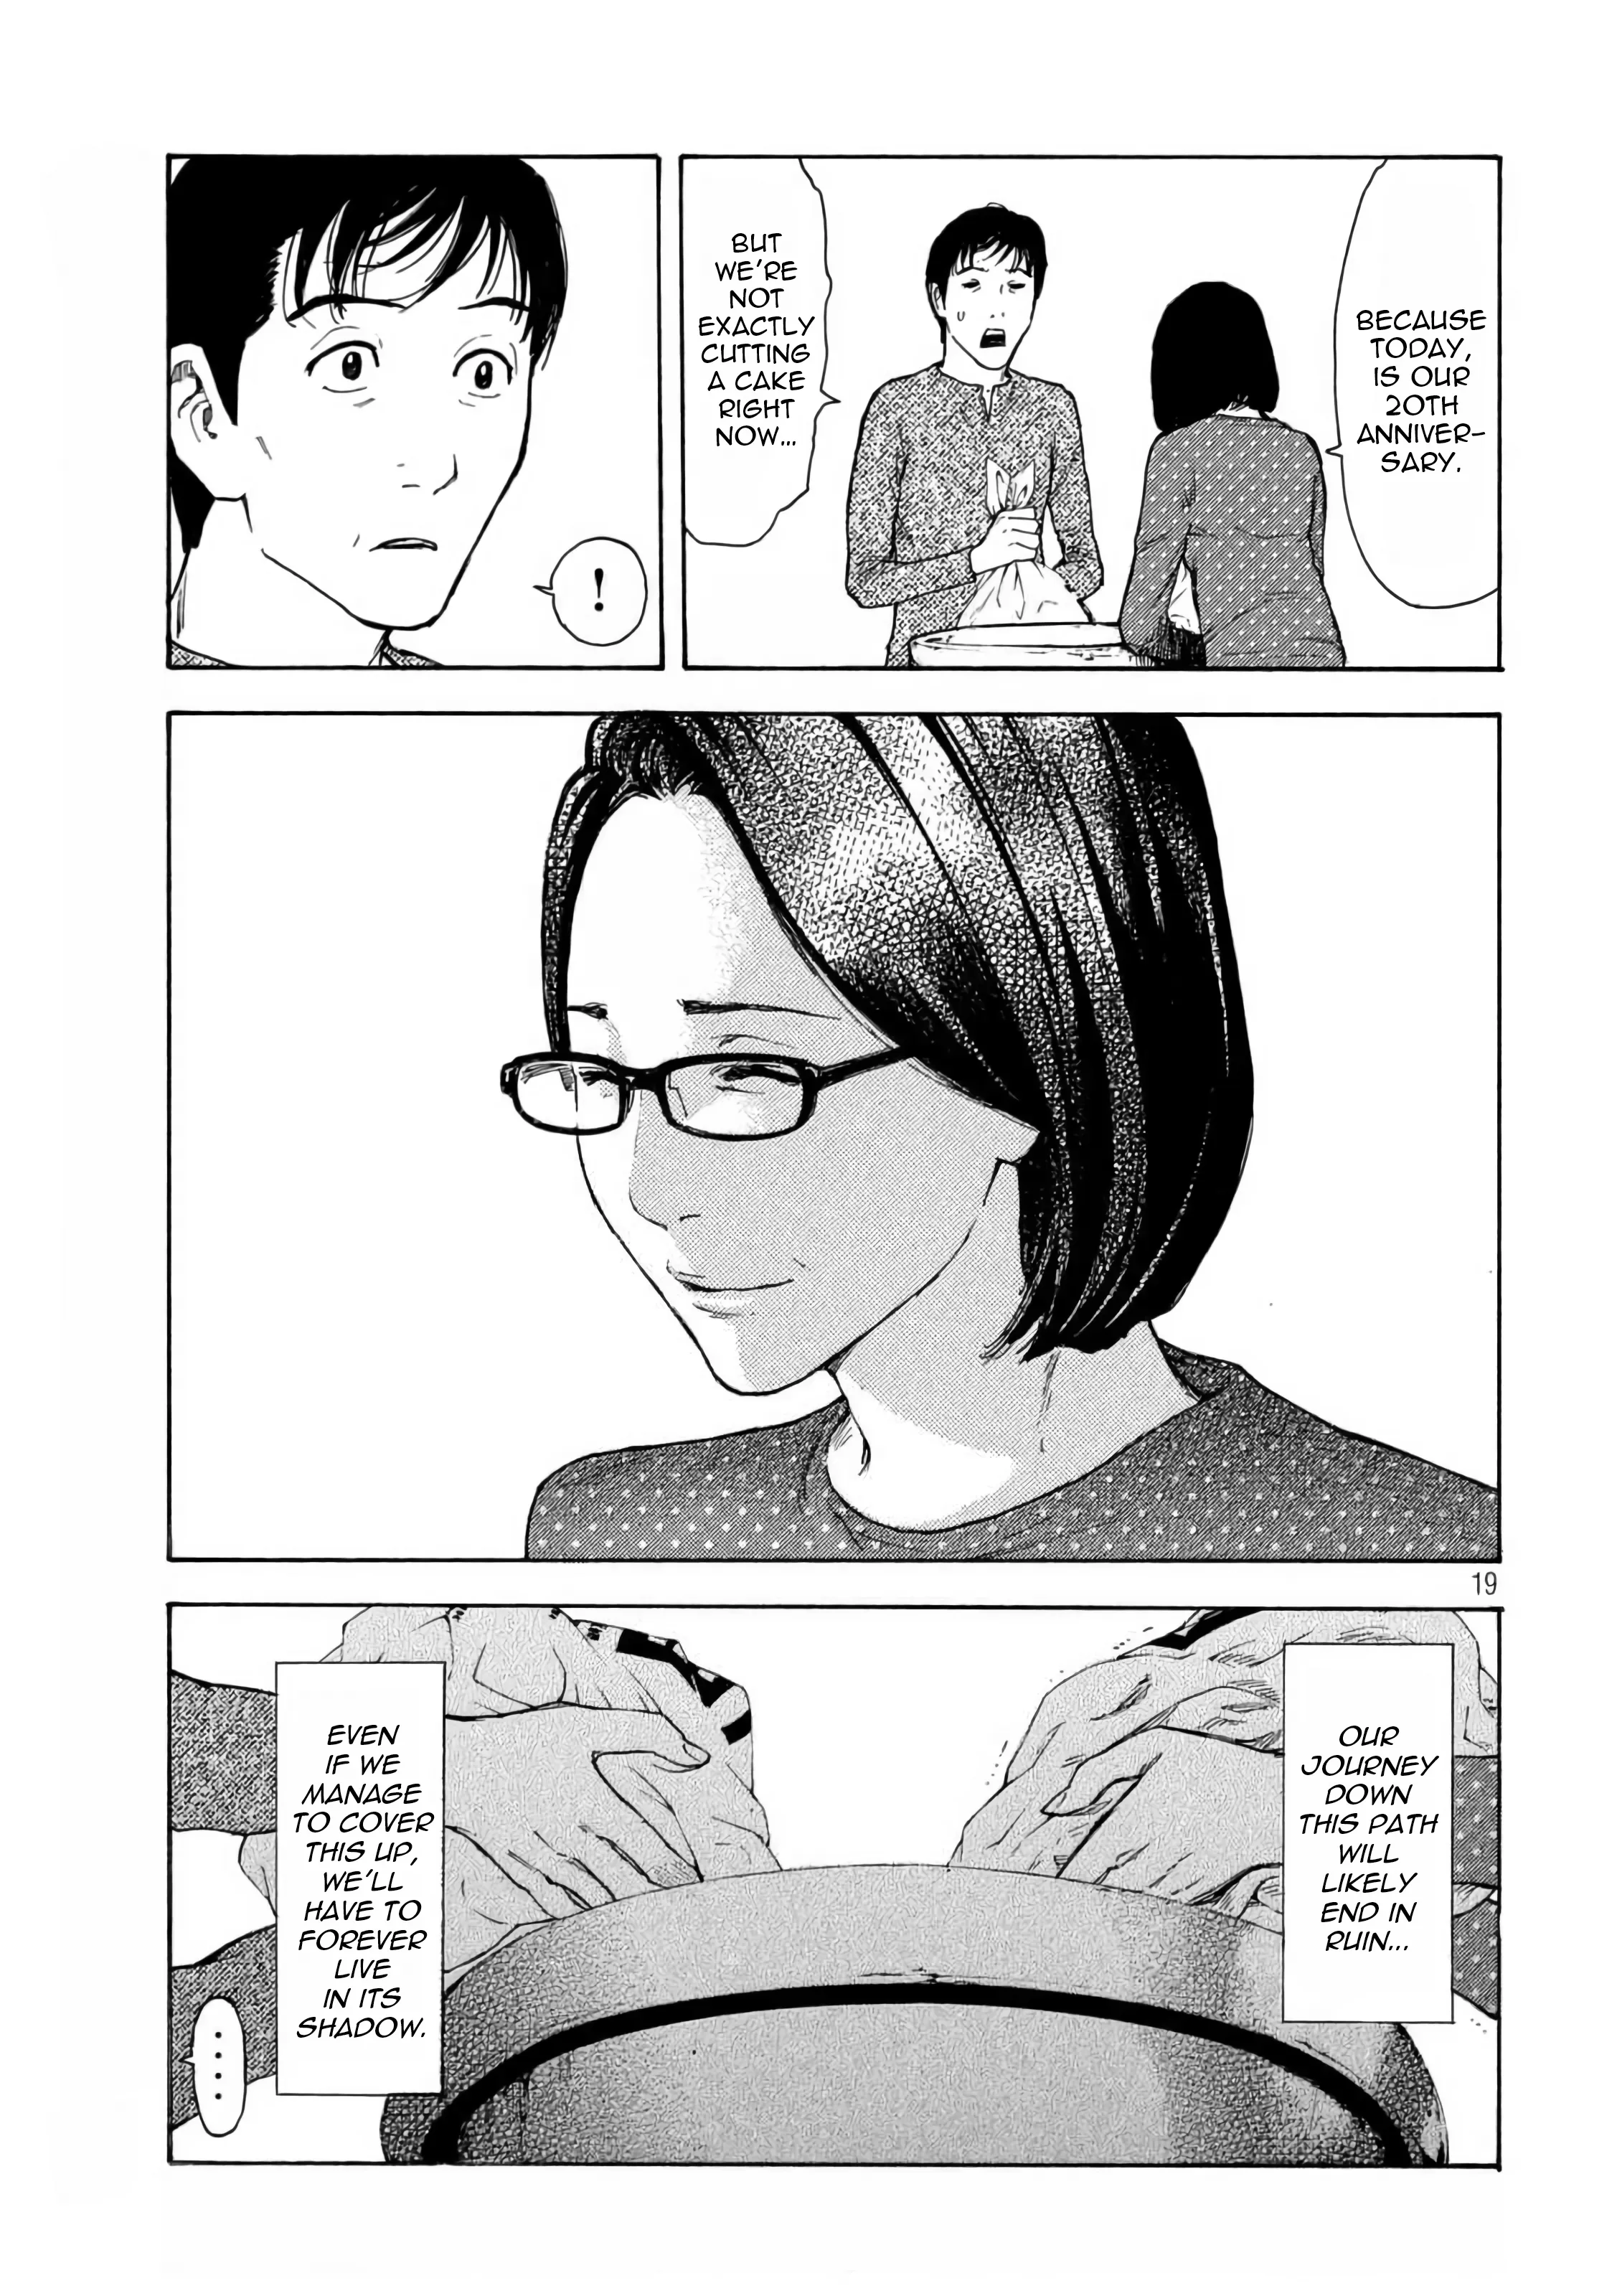 BECAUSE
TODAY,
IS OUR
20TH
ANNIVER-
SARY.
BUT
WE'RE
NOT
EXACTLY
CUTTING
A CAKE
RIGHT
NOW...
!
19
OUR
JOURNEY
DOWN
THIS PATH
WILL
LIKELY
END IN
RUIN...
EVEN
IF WE
MANAGE
TO COVER
THIS UP,
WE'LL
HAVE TO
FOREVER
LIVE
IN ITS
SHADOW.
....